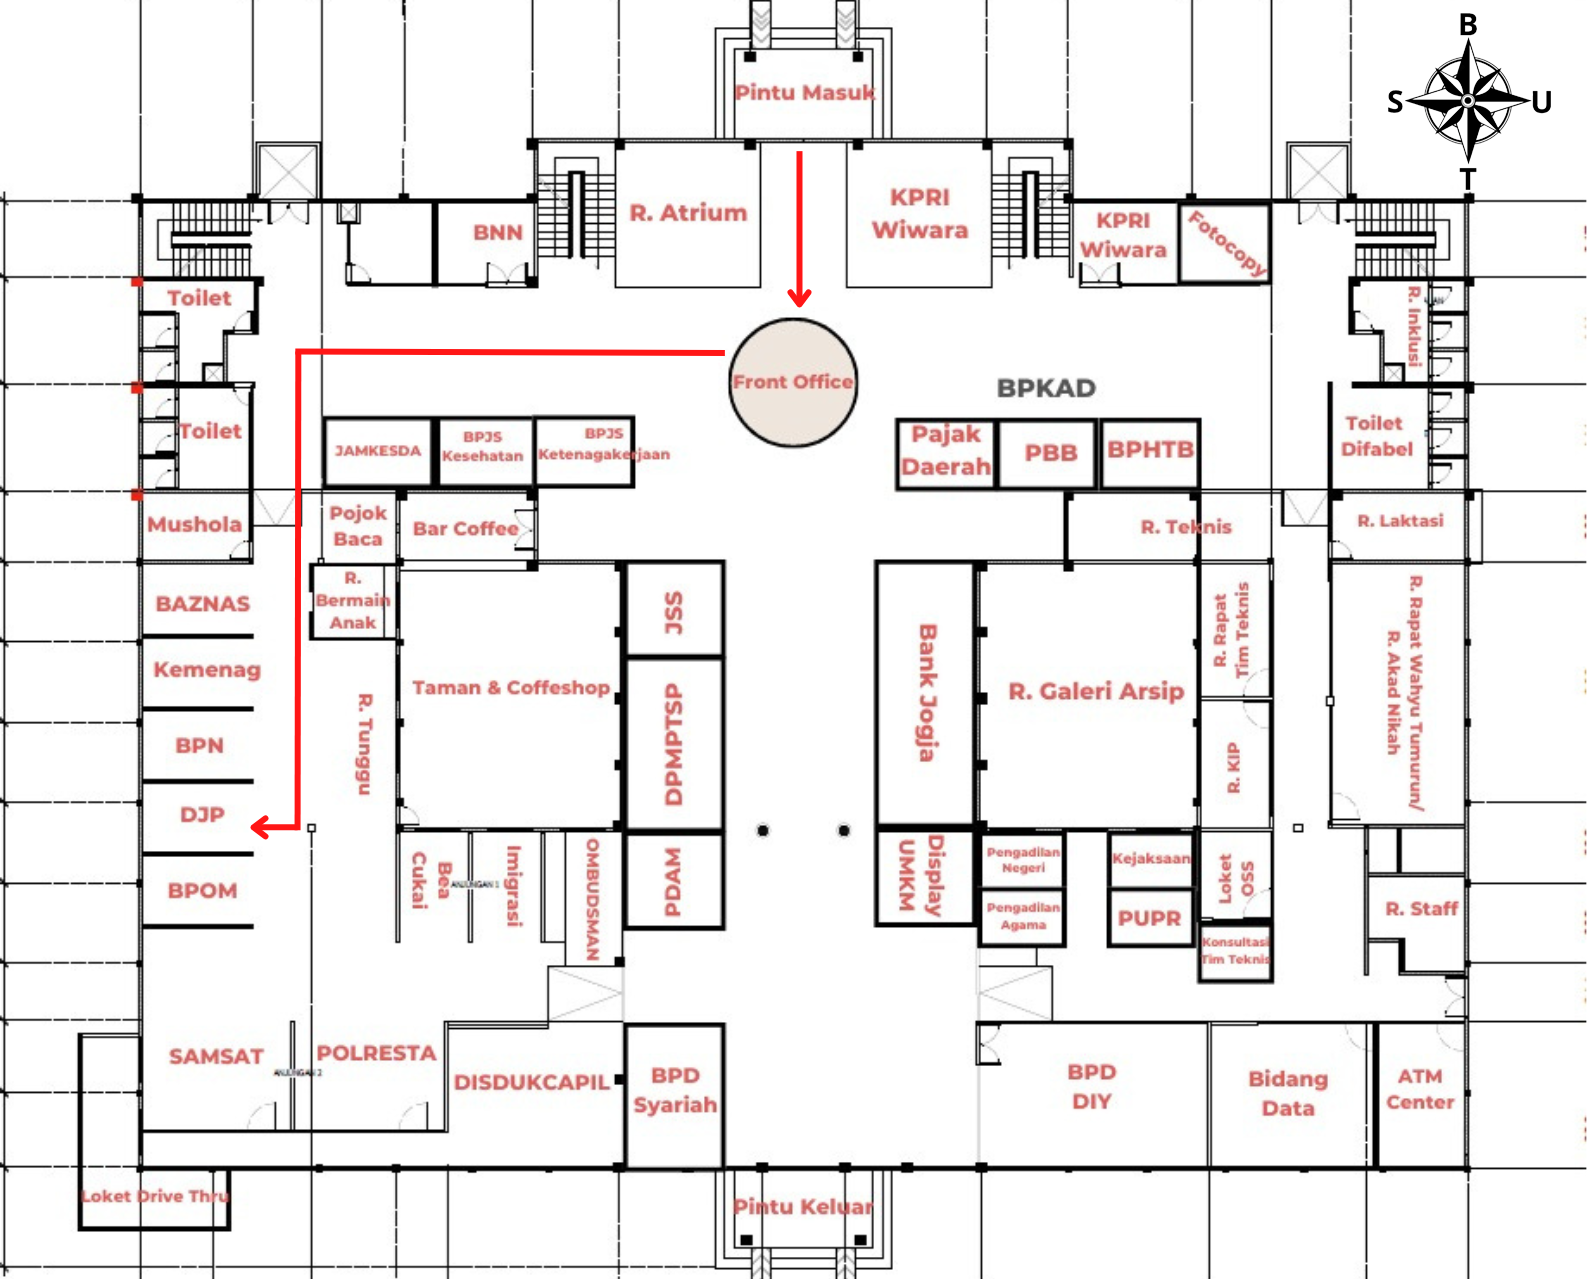 B
S
U
T
Pintu Masuk
R. Atrium
KPRI
Wiwara
BNN
KPRI
Wiwara
Fotocopy
Toilet
R. Inklusi
Front Office
BPKAD
Toilet
JAMKESDA
BPJS
Kesehatan
BPJS
Ketenagakerjaan
Pajak
Daerah
PBB
BPHTB
Toilet
Difabel
Mushola
Pojok
Baca
Bar Coffee
R. Teknis
R. Laktasi
BAZNAS
R.
Bermain
Anak
JSS
Bank Jogja
R. Rapat
Tim Teknis
R. Rapat Wahyu Tumurun/
R. Akad Nikah
Kemenag
Taman & Coffeshop
R. Galeri Arsip
R. Tunggu
DPMPTSP
R. KIP
BPN
DJP
BPOM
Bea
Cukai
ANJUNGAN 1
Imigrasi
OMBUDSMAN
PDAM
Display
UMKM
Pengadilan
Negeri
Kejaksaan
Loket
OSS
Pengadilan
Agama
PUPR
R. Staff
Konsultasi
Tim Teknis
SAMSAT
ANJUNGAN 2
POLRESTA
DISDUKCAPIL
BPD
Syariah
BPD
DIY
Bidang
Data
ATM
Center
Loket Drive Thru
Pintu Keluar